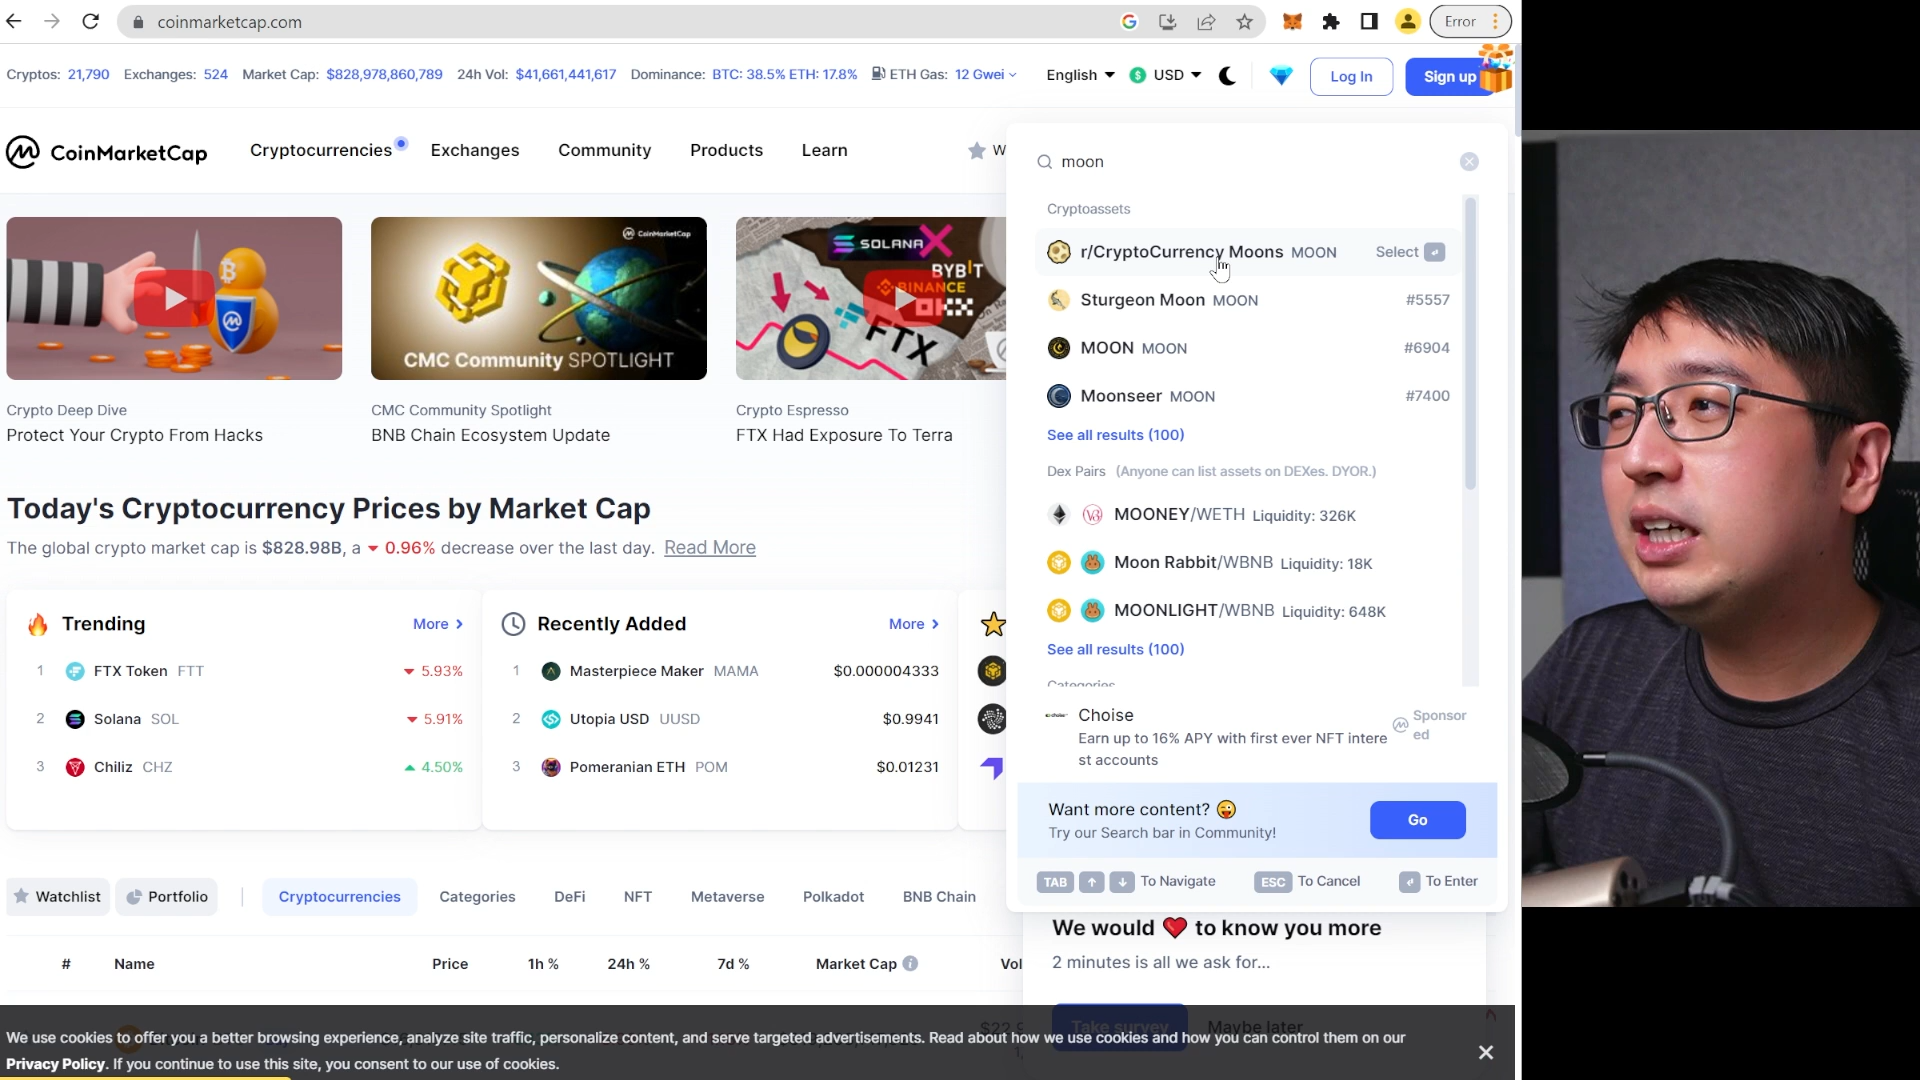 coinmarketcap.com
Error
Cryptos: 21,790 Exchanges: 524 Market Cap: $828,978,860,789 24h Vol: $41,661,441,617 Dominance: BTC: 38.5% ETH: 17.8% ETH Gas: 12 Gwei
English USD Log In Sign up
CoinMarketCap Cryptocurrencies Exchanges Community Products Learn W
moon
Cryptoassets
r/CryptoCurrency Moons MOON Select
Sturgeon Moon MOON #5557
MOON MOON #6904
Moonseer MOON #7400
See all results (100)
Dex Pairs (Anyone can list assets on DEXes. DYOR.)
MOONEY/WETH Liquidity: 326K
Moon Rabbit/WBNB Liquidity: 18K
MOONLIGHT/WBNB Liquidity: 648K
See all results (100)
Categories
Choise
Sponsor
ed
Earn up to 16% APY with first ever NFT intere
st accounts
Want more content?
Try our Search bar in Community!
Go
TAB To Navigate ESC To Cancel To Enter
CoinMarketCap
CMC Community SPOTLIGHT
SOLANA
BYBIT
BINANCE
OKX
FTX
Crypto Deep Dive
Protect Your Crypto From Hacks
CMC Community Spotlight
BNB Chain Ecosystem Update
Crypto Espresso
FTX Had Exposure To Terra
Today's Cryptocurrency Prices by Market Cap
The global crypto market cap is $828.98B, a 0.96% decrease over the last day. Read More
Trending More
1 FTX Token FTT 5.93%
2 Solana SOL 5.91%
3 Chiliz CHZ 4.50%
Recently Added More
1 Masterpiece Maker MAMA $0.000004333
2 Utopia USD UUSD $0.9941
3 Pomeranian ETH POM $0.01231
Watchlist Portfolio Cryptocurrencies Categories DeFi NFT Metaverse Polkadot BNB Chain
# Name Price 1h % 24h % 7d % Market Cap Vol
We would to know you more
2 minutes is all we ask for...
Take survey Maybe later
We use cookies to offer you a better browsing experience, analyze site traffic, personalize content, and serve targeted advertisements. Read about how we use cookies and how you can control them on our
Privacy Policy. If you continue to use this site, you consent to our use of cookies.